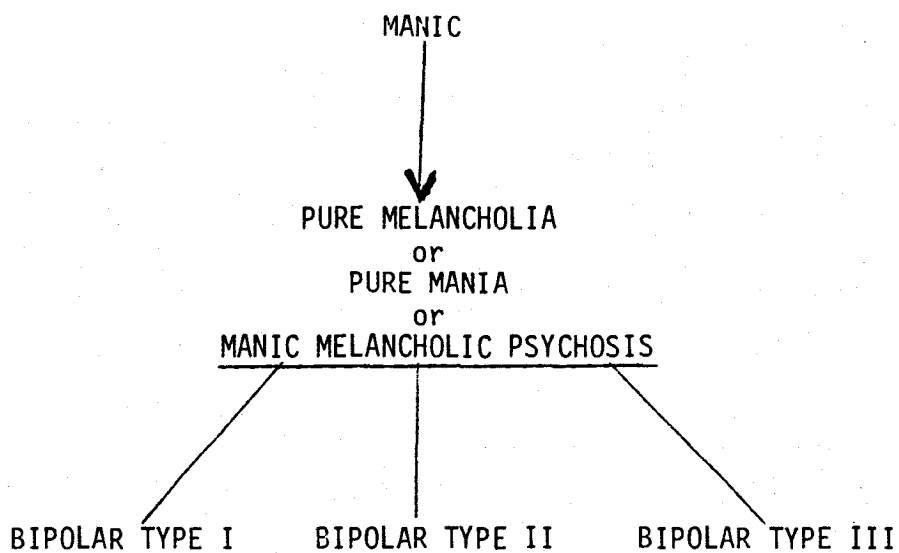 MANIC
PURE MELANCHOLIA
or
PURE MANIA
or
MANIC MELANCHOLIC PSYCHOSIS
BIPOLAR TYPE I BIPOLAR TYPE II BIPOLAR TYPE III